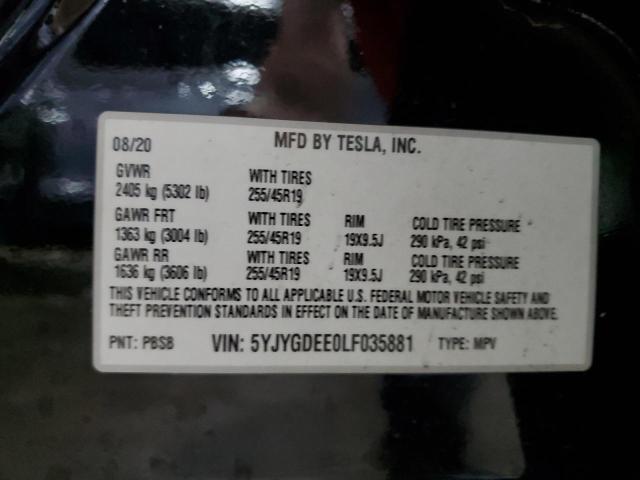 08/20 MFD BY TESLA, INC.
GVWR WITH TIRES
2405 kg (5302 lb) 255/45R19
GAWR FRT WITH TIRES RIM COLD TIRE PRESSURE
1363 kg (3004 lb) 255/45R19 19X9.5J 290 kPa, 42 psi
GAWR RR WITH TIRES RIM COLD TIRE PRESSURE
1636 kg (3606 lb) 255/45R19 19X9.5J 290 kPa, 42 psi
THIS VEHICLE CONFORMS TO ALL APPLICABLE U.S. FEDERAL MOTOR VEHICLE SAFETY AND
THEFT PREVENTION STANDARDS IN EFFECT ON THE DATE OF MANUFACTURE SHOWN ABOVE.
PNT: PBSB VIN: 5YJYGDEE0LF035881 TYPE: MPV